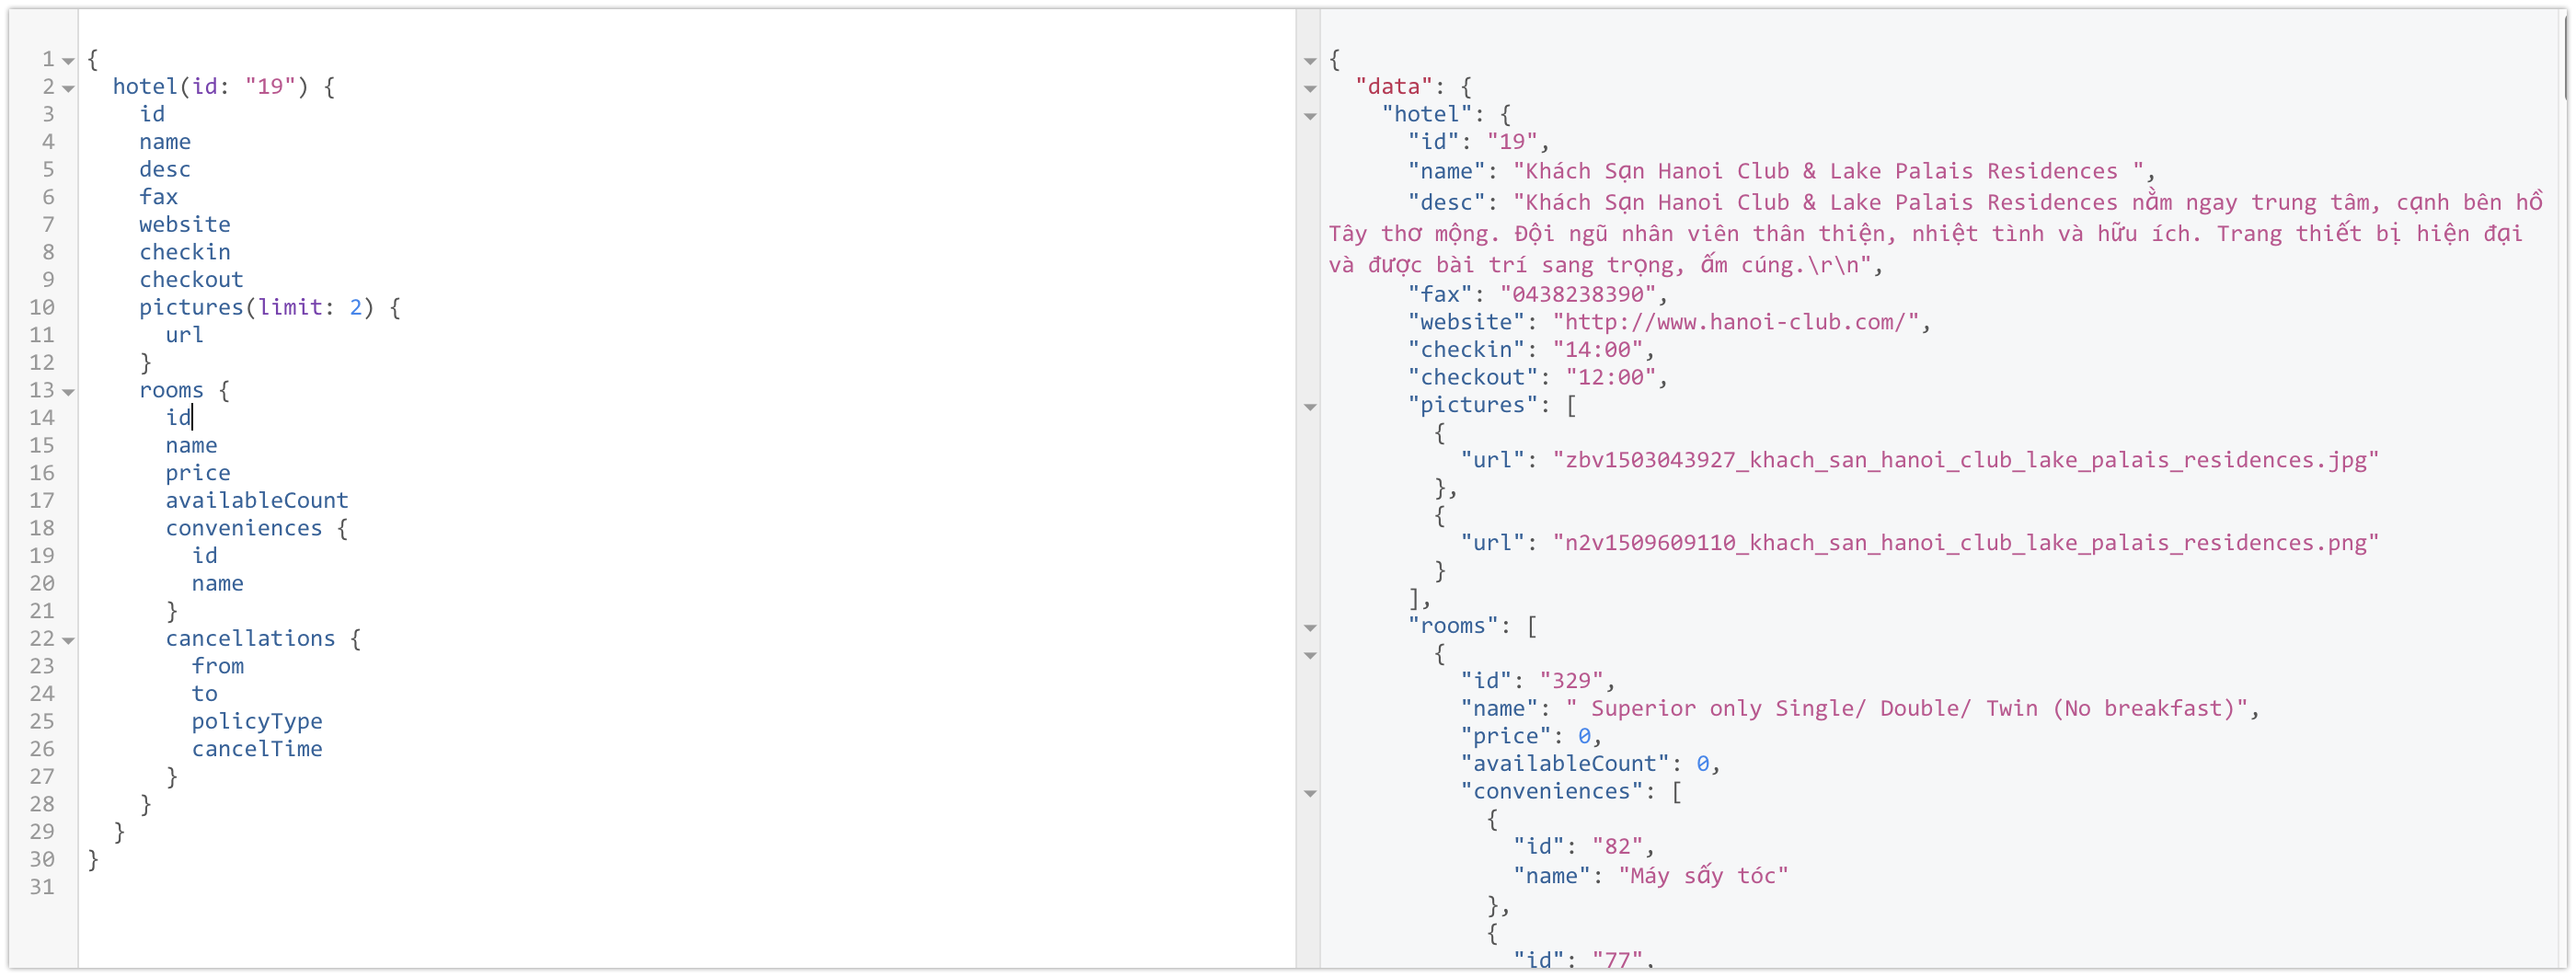 1 {
2 hotel(id: "19") {
3 id
4 name
5 desc
6 fax
7 website
8 checkin
9 checkout
10 pictures(limit: 2) {
11 url
12 }
13 rooms {
14 id
15 name
16 price
17 availableCount
18 conveniences {
19 id
20 name
21 }
22 cancellations {
23 from
24 to
25 policyType
26 cancelTime
27 }
28 }
29 }
30 }
31
{
"data": {
"hotel": {
"id": "19",
"name": "Khách Sạn Hanoi Club & Lake Palais Residences ",
"desc": "Khách Sạn Hanoi Club & Lake Palais Residences nằm ngay trung tâm, cạnh bên hồ
Tây thơ mộng. Đội ngũ nhân viên thân thiện, nhiệt tình và hữu ích. Trang thiết bị hiện đại
và được bài trí sang trọng, ấm cúng.\r\n",
"fax": "0438238390",
"website": "http://www.hanoi-club.com/",
"checkin": "14:00",
"checkout": "12:00",
"pictures": [
{
"url": "zbv1503043927_khach_san_hanoi_club_lake_palais_residences.jpg"
},
{
"url": "n2v1509609110_khach_san_hanoi_club_lake_palais_residences.png"
}
],
"rooms": [
{
"id": "329",
"name": " Superior only Single/ Double/ Twin (No breakfast)",
"price": 0,
"availableCount": 0,
"conveniences": [
{
"id": "82",
"name": "Máy sấy tóc"
},
{
"id": "77",